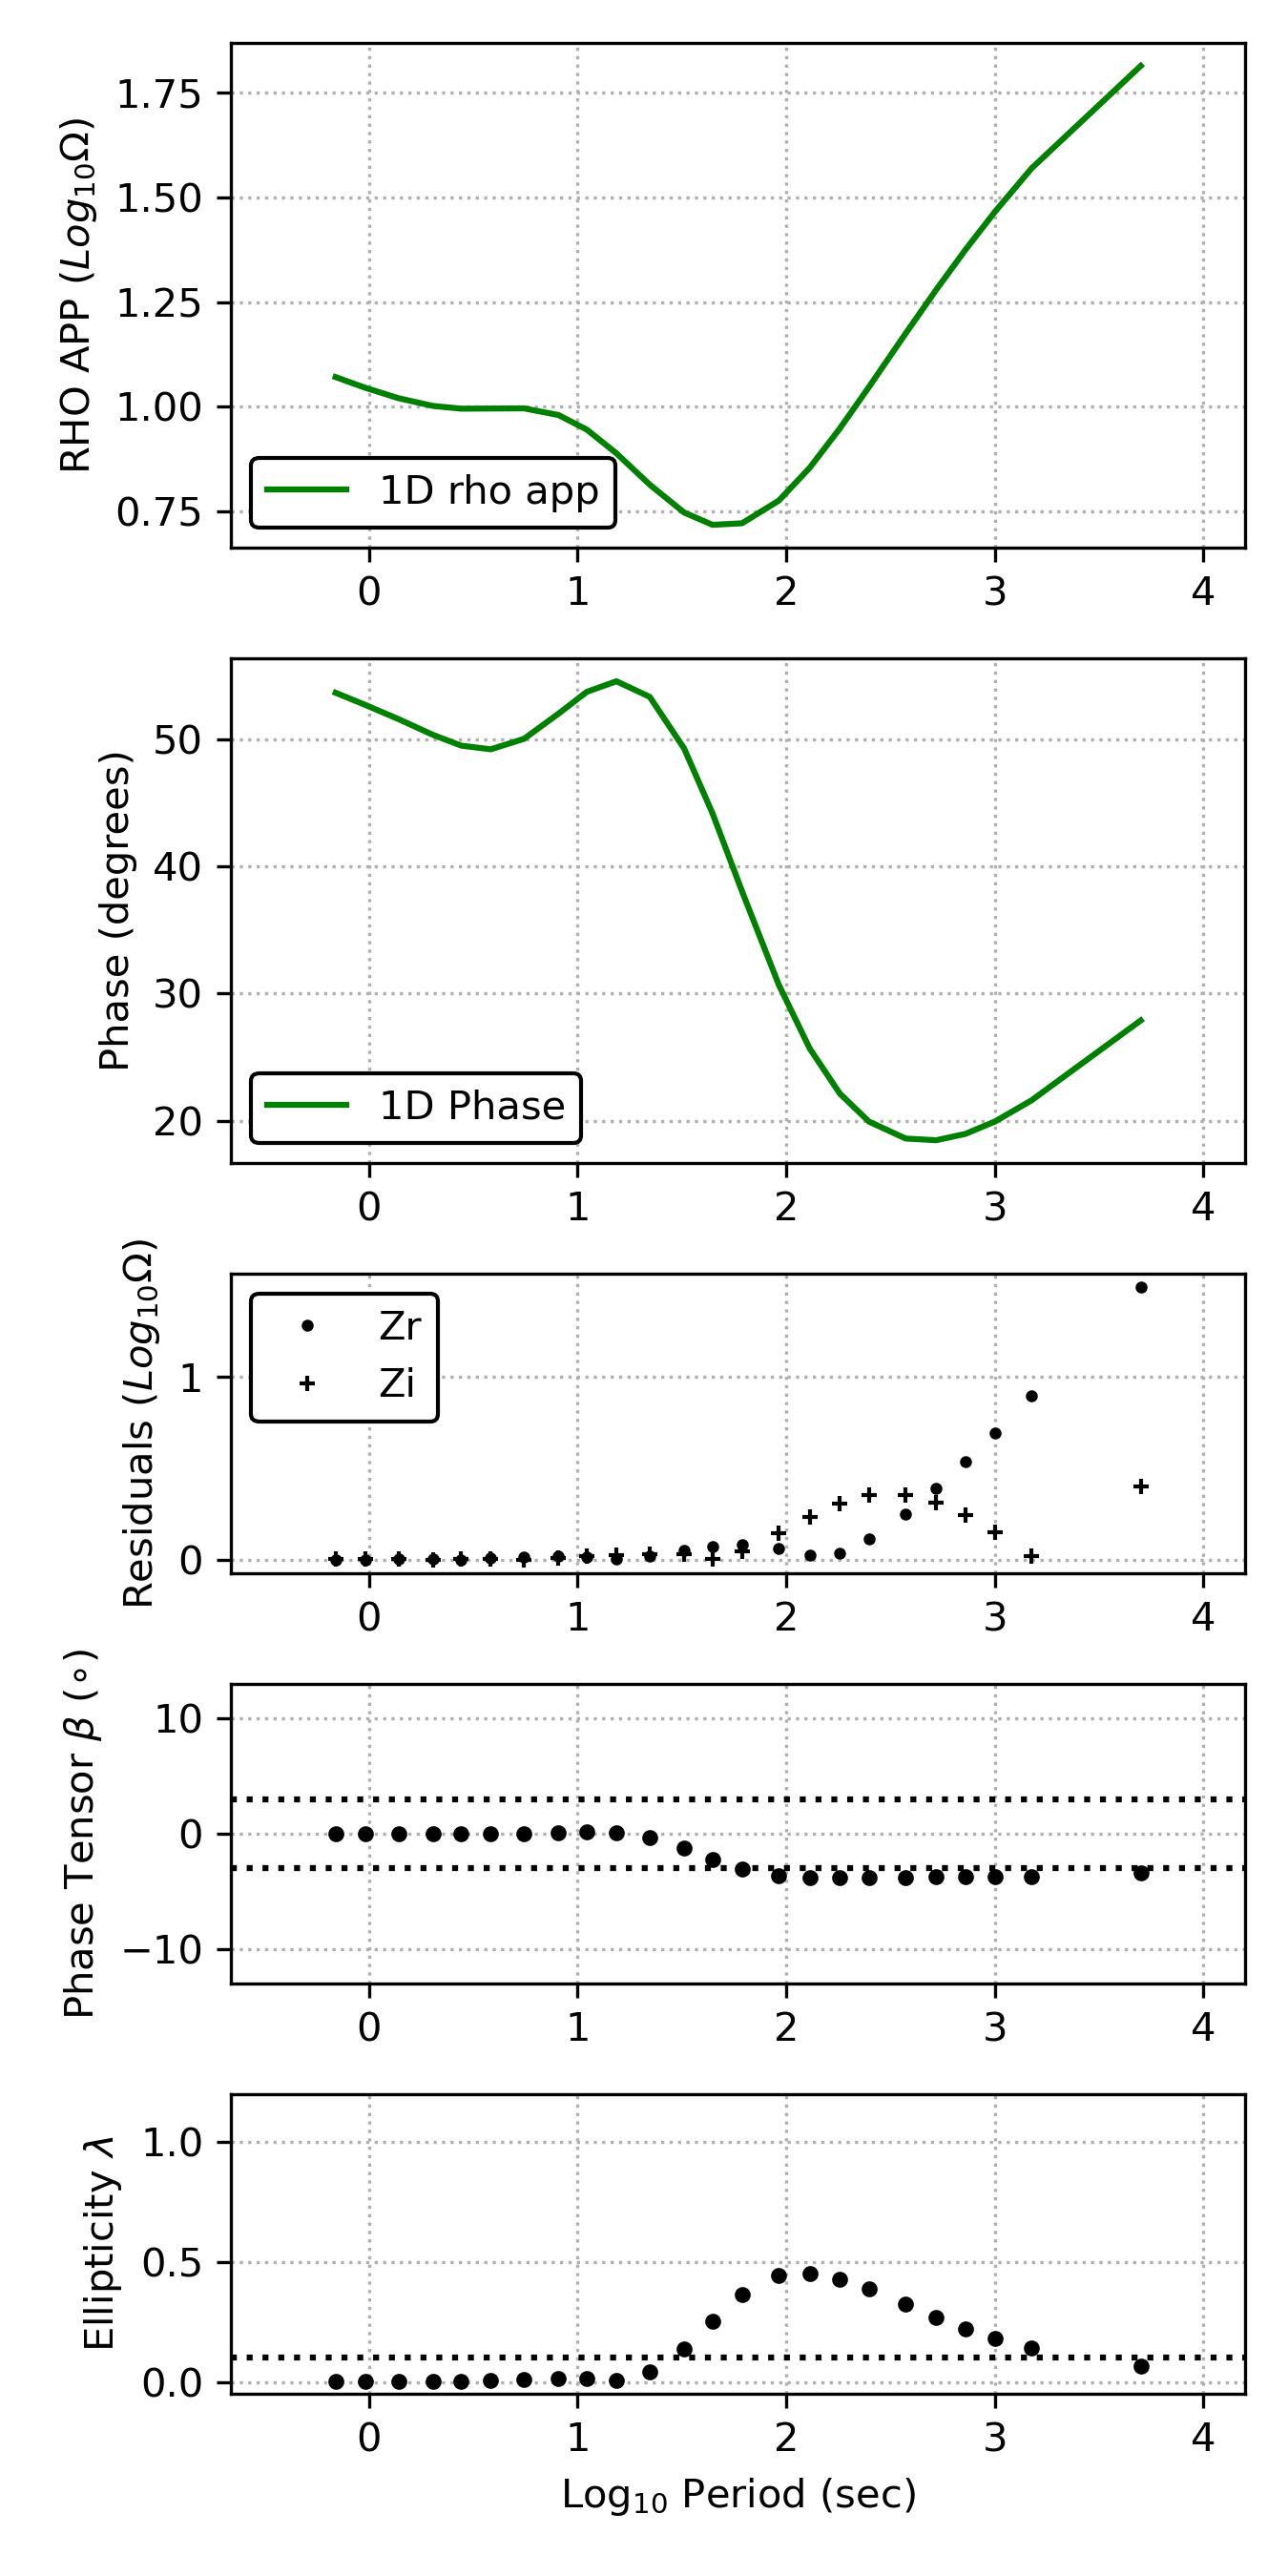 RHO APP (Log₁₀Ω)
1.75
1.50
1.25
1.00
0.75
1D rho app
0 1 2 3 4
Phase (degrees)
50
40
30
20
1D Phase
0 1 2 3 4
Residuals (Log₁₀Ω)
1
0
Zr
Zi
0 1 2 3 4
Phase Tensor β (∘)
10
0
−10
0 1 2 3 4
Ellipticity λ
1.0
0.5
0.0
0 1 2 3 4
Log₁₀ Period (sec)